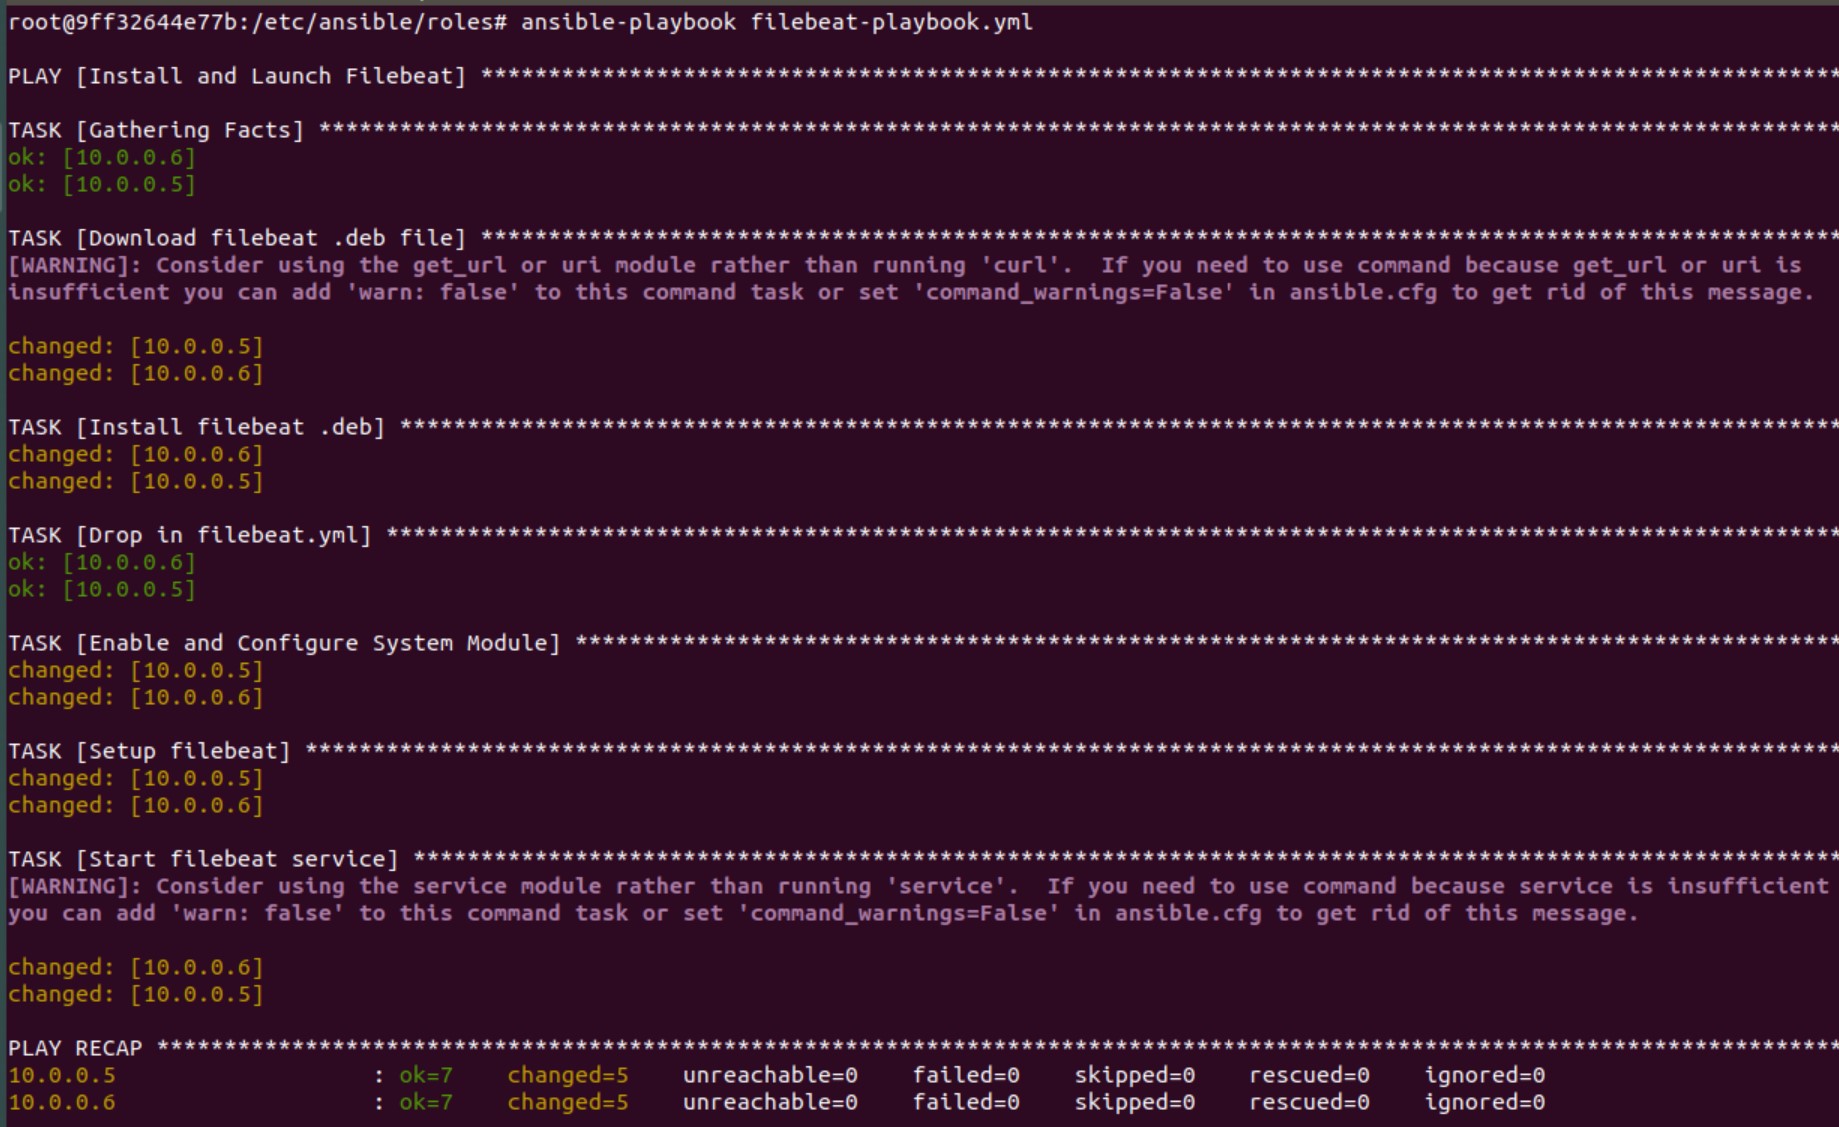 root@9ff32644e77b:/etc/ansible/roles# ansible-playbook filebeat-playbook.yml
PLAY [Install and Launch Filebeat] *****************************************************************************************************
TASK [Gathering Facts] *****************************************************************************************************************
ok: [10.0.0.6]
ok: [10.0.0.5]
TASK [Download filebeat .deb file] *****************************************************************************************************
[WARNING]: Consider using the get_url or uri module rather than running 'curl'.  If you need to use command because get_url or uri is
insufficient you can add 'warn: false' to this command task or set 'command_warnings=False' in ansible.cfg to get rid of this message.
changed: [10.0.0.5]
changed: [10.0.0.6]
TASK [Install filebeat .deb] ***********************************************************************************************************
changed: [10.0.0.6]
changed: [10.0.0.5]
TASK [Drop in filebeat.yml] ************************************************************************************************************
ok: [10.0.0.6]
ok: [10.0.0.5]
TASK [Enable and Configure System Module] **********************************************************************************************
changed: [10.0.0.5]
changed: [10.0.0.6]
TASK [Setup filebeat] ******************************************************************************************************************
changed: [10.0.0.5]
changed: [10.0.0.6]
TASK [Start filebeat service] **********************************************************************************************************
[WARNING]: Consider using the service module rather than running 'service'.  If you need to use command because service is insufficient
you can add 'warn: false' to this command task or set 'command_warnings=False' in ansible.cfg to get rid of this message.
changed: [10.0.0.6]
changed: [10.0.0.5]
PLAY RECAP *****************************************************************************************************************************
10.0.0.5                   : ok=7    changed=5    unreachable=0    failed=0    skipped=0    rescued=0    ignored=0
10.0.0.6                   : ok=7    changed=5    unreachable=0    failed=0    skipped=0    rescued=0    ignored=0